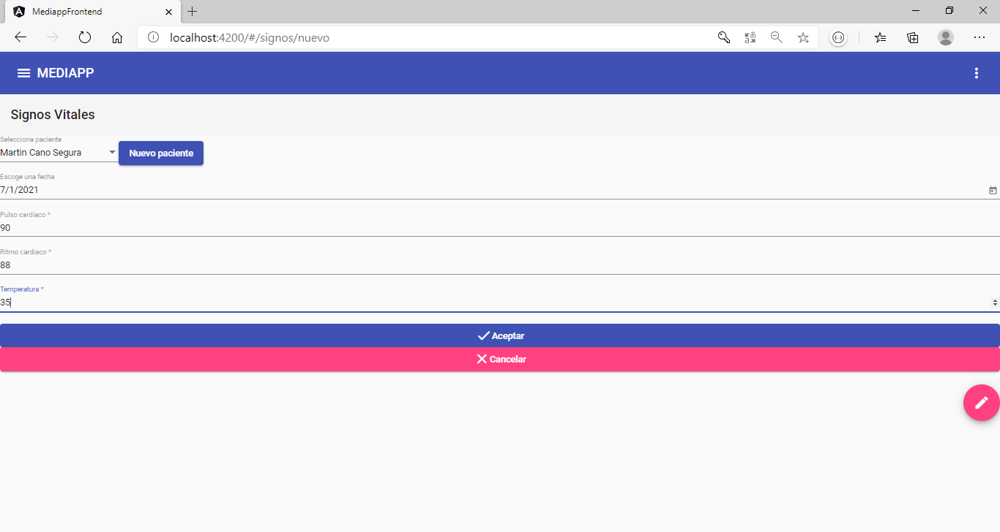 MediappFrontend
localhost:4200/#/signos/nuevo
MEDIAPP
Signos Vitales
Selecciona paciente
Martin Cano Segura
Nuevo paciente
Escoge una fecha
7/1/2021
Pulso cardiaco *
90
Ritmo cardiaco *
88
Temperatura *
35
Aceptar
Cancelar